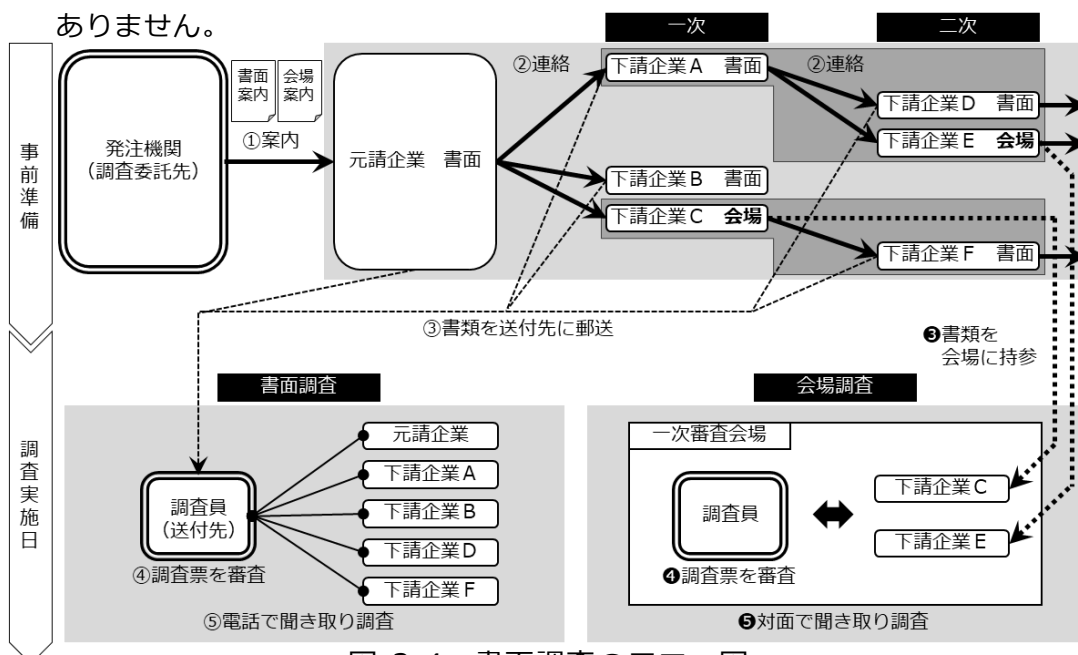 ありません。
一次
二次
書面
案内
会場
案内
②連絡
②連絡
下請企業A 書面
下請企業D 書面
下請企業E 会場
①案内
発注機関
(調査委託先)
元請企業 書面
下請企業B 書面
下請企業C 会場
下請企業F 書面
事前準備
③書類を送付先に郵送
❸書類を
会場に持参
書面調査
会場調査
調査実施日
元請企業
下請企業A
下請企業B
下請企業D
下請企業F
調査員
(送付先)
④調査票を審査
⑤電話で聞き取り調査
一次審査会場
調査員
下請企業C
下請企業E
❹調査票を審査
❺対面で聞き取り調査